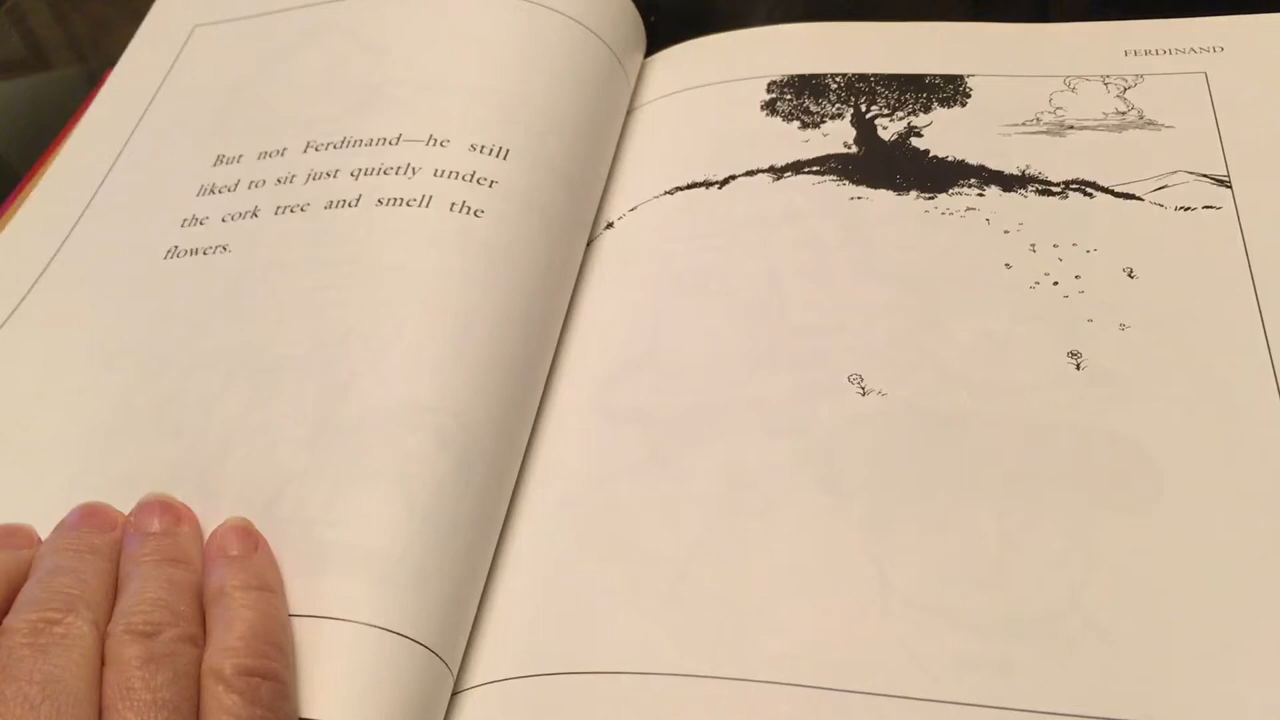 But not Ferdinand—he still
liked to sit just quietly under
the cork tree and smell the
flowers.
FERDINAND